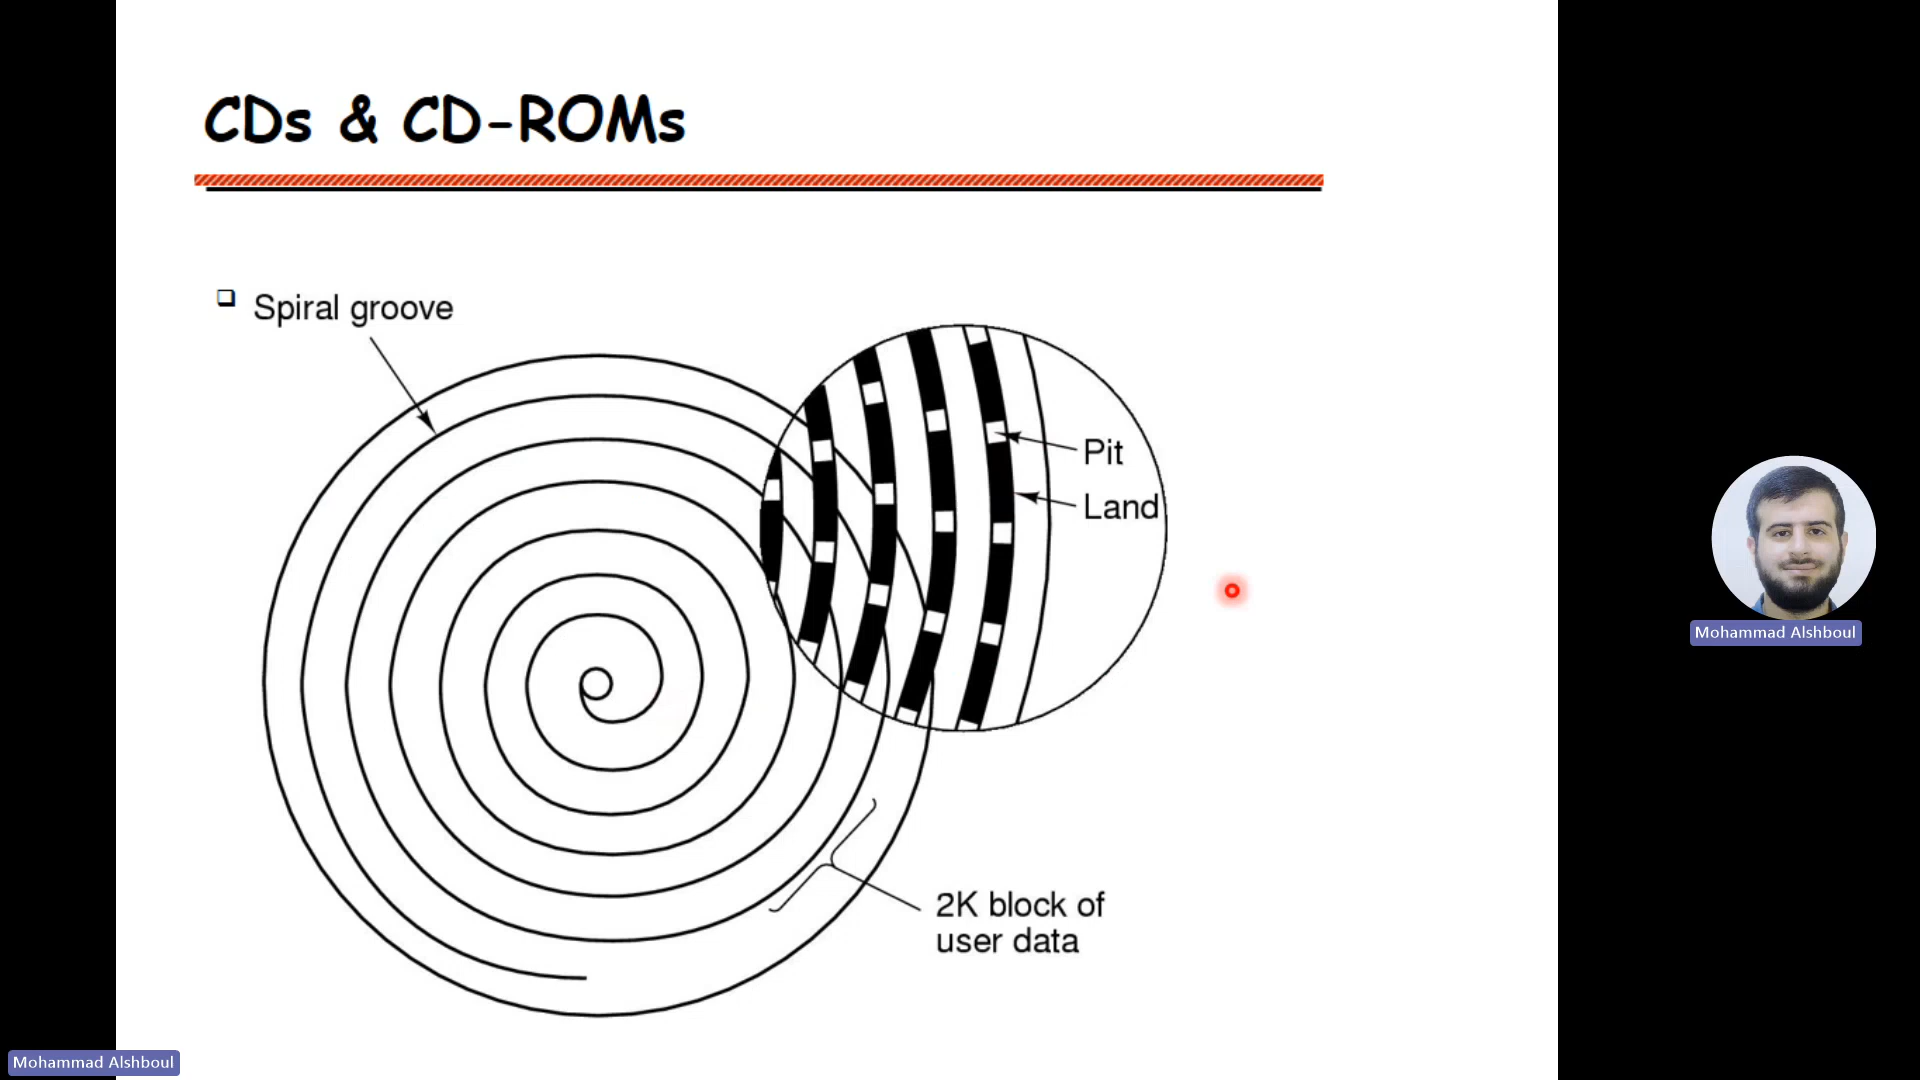 CDs & CD-ROMs
Spiral groove
Pit
Land
2K block of
user data
Mohammad Alshboul
Mohammad Alshboul